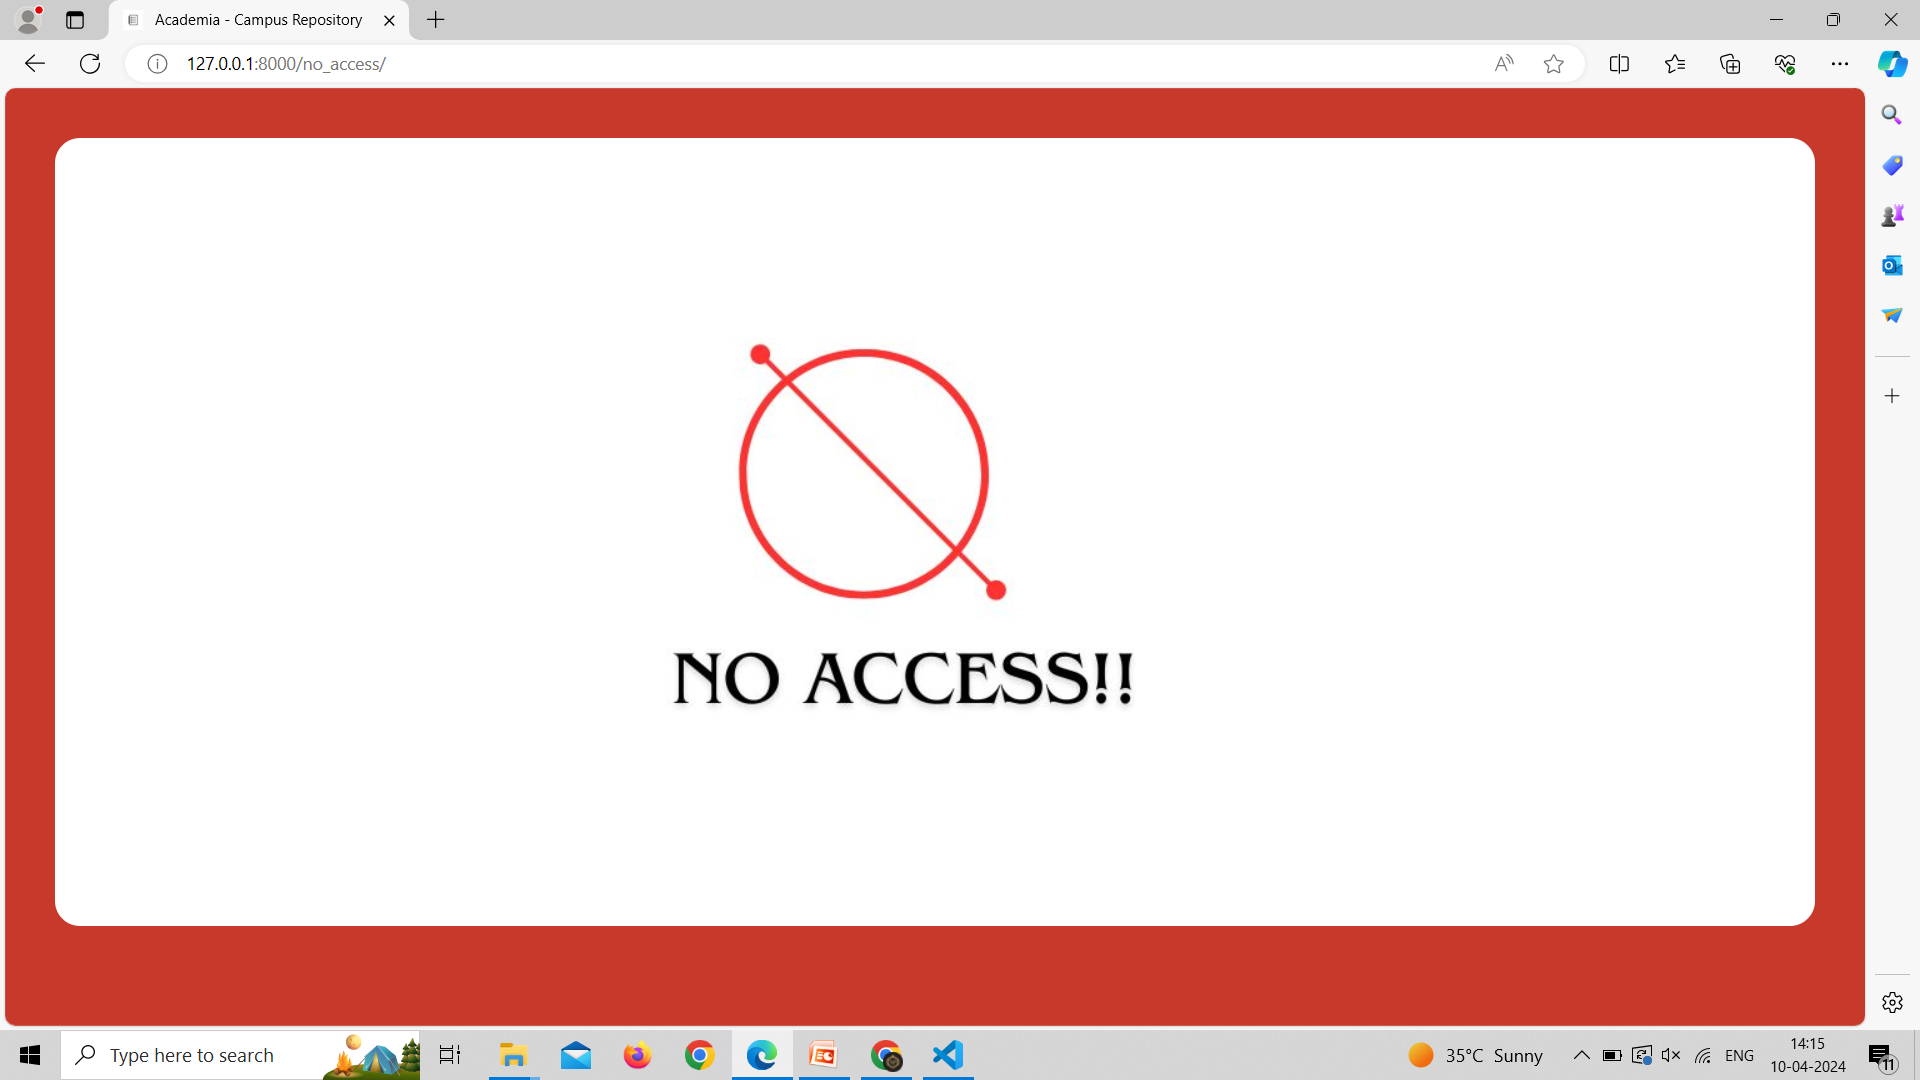 Academia - Campus Repository
127.0.0.1:8000/no_access/
NO ACCESS!!
Type here to search
35°C Sunny
ENG
14:15
10-04-2024
11